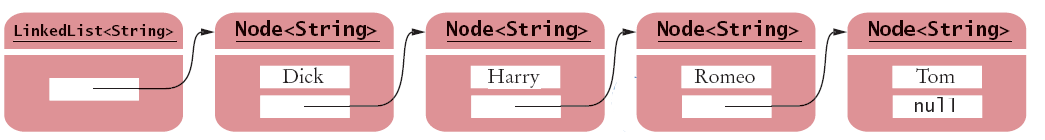 LinkedList<String>
Node<String>
Dick
Node<String>
Harry
Node<String>
Romeo
Node<String>
Tom
null